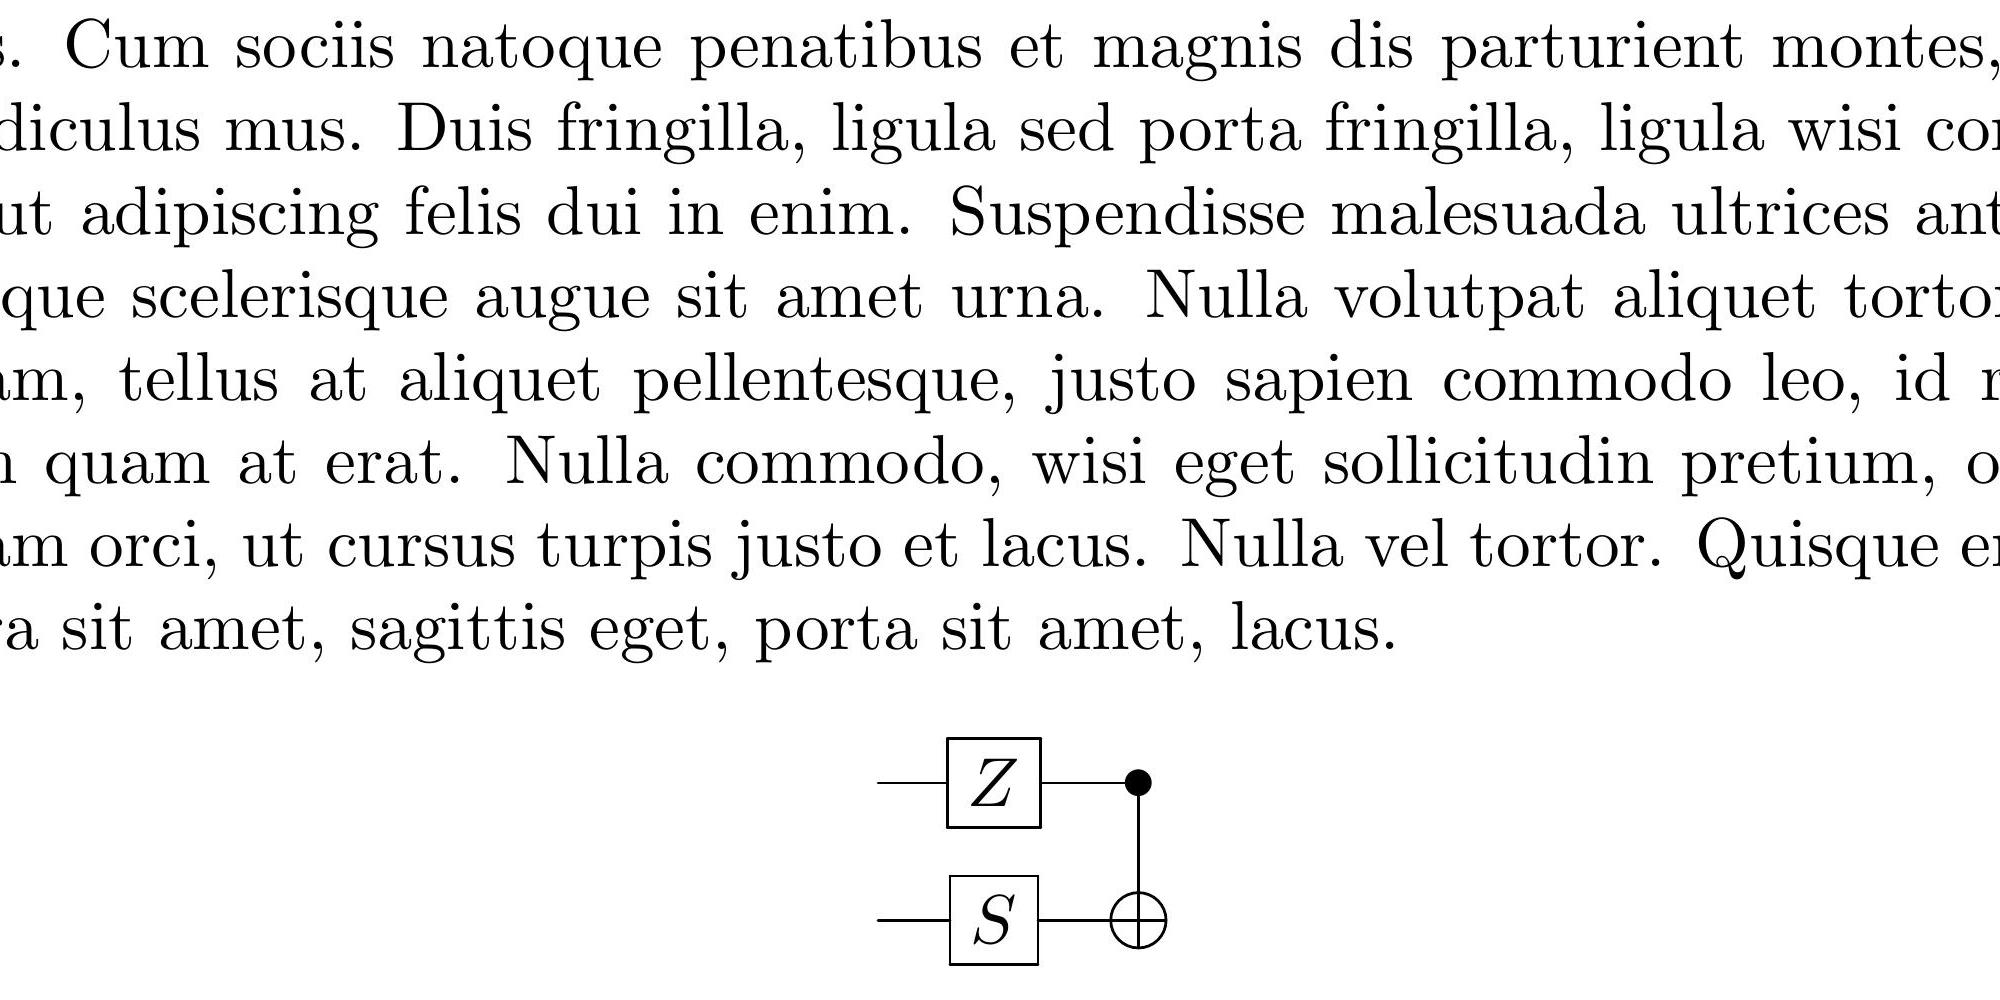 s. Cum sociis natoque penatibus et magnis dis parturient montes,
diculus mus. Duis fringilla, ligula sed porta fringilla, ligula wisi co
ut adipiscing felis dui in enim. Suspendisse malesuada ultrices ant
que scelerisque augue sit amet urna. Nulla volutpat aliquet torto
am, tellus at aliquet pellentesque, justo sapien commodo leo, id
quam at erat. Nulla commodo, wisi eget sollicitudin pretium, o
am orci, ut cursus turpis justo et lacus. Nulla vel tortor. Quisque e
a sit amet, sagittis eget, porta sit amet, lacus.
Z
S